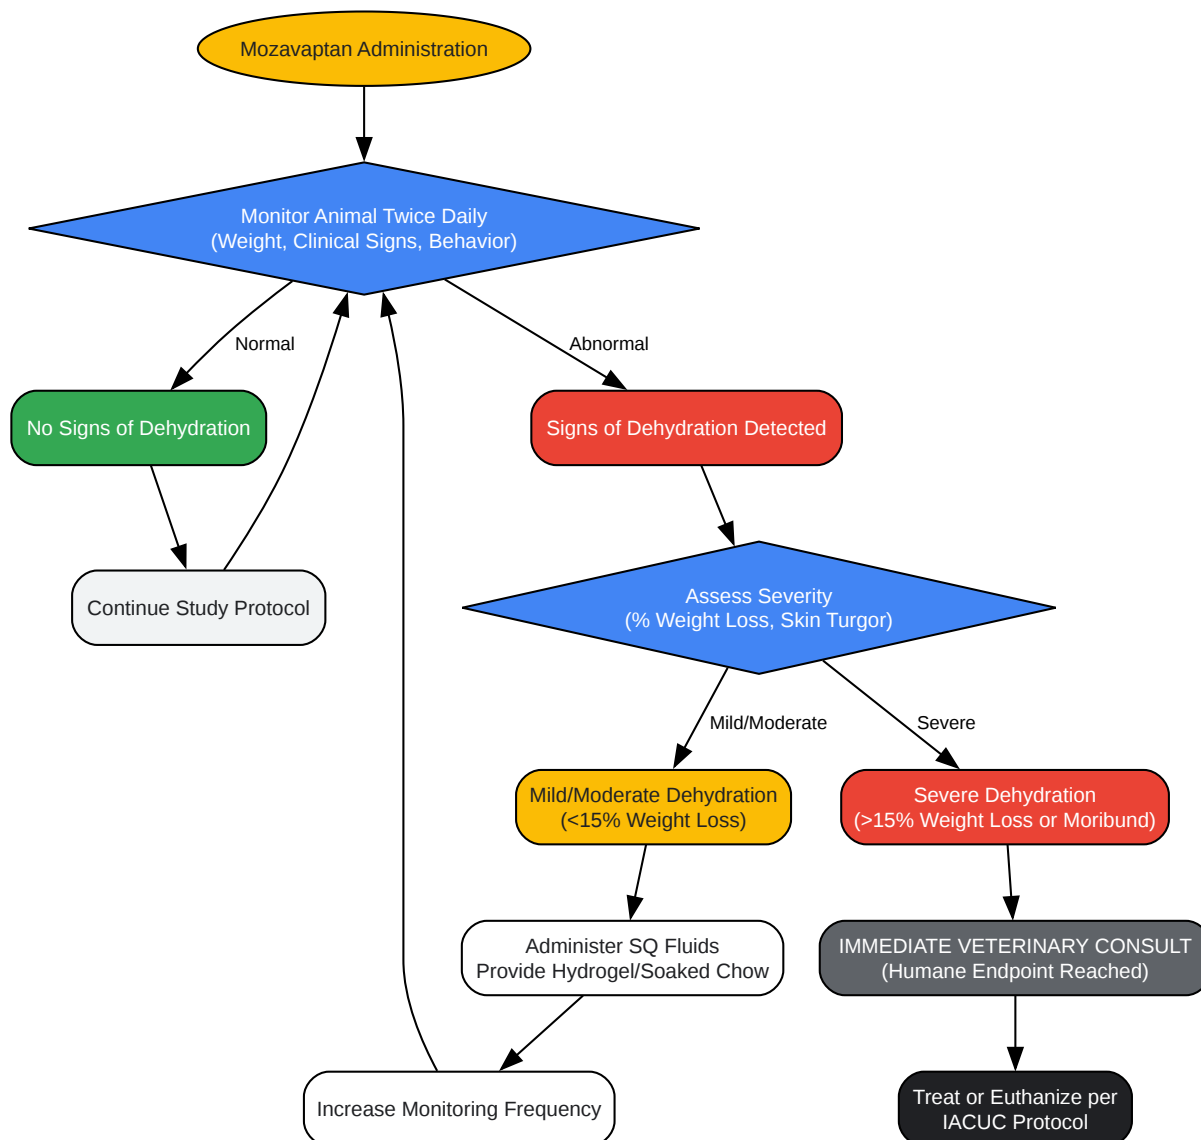 Mozavaptan Administration
Monitor Animal Twice Daily
(Weight, Clinical Signs, Behavior)
Normal
Abnormal
No Signs of Dehydration
Signs of Dehydration Detected
Continue Study Protocol
Assess Severity
(% Weight Loss, Skin Turgor)
Mild/Moderate
Severe
Mild/Moderate Dehydration
(<15% Weight Loss)
Severe Dehydration
(>15% Weight Loss or Moribund)
Administer SQ Fluids
Provide Hydrogel/Soaked Chow
IMMEDIATE VETERINARY CONSULT
(Humane Endpoint Reached)
Increase Monitoring Frequency
Treat or Euthanize per
IACUC Protocol